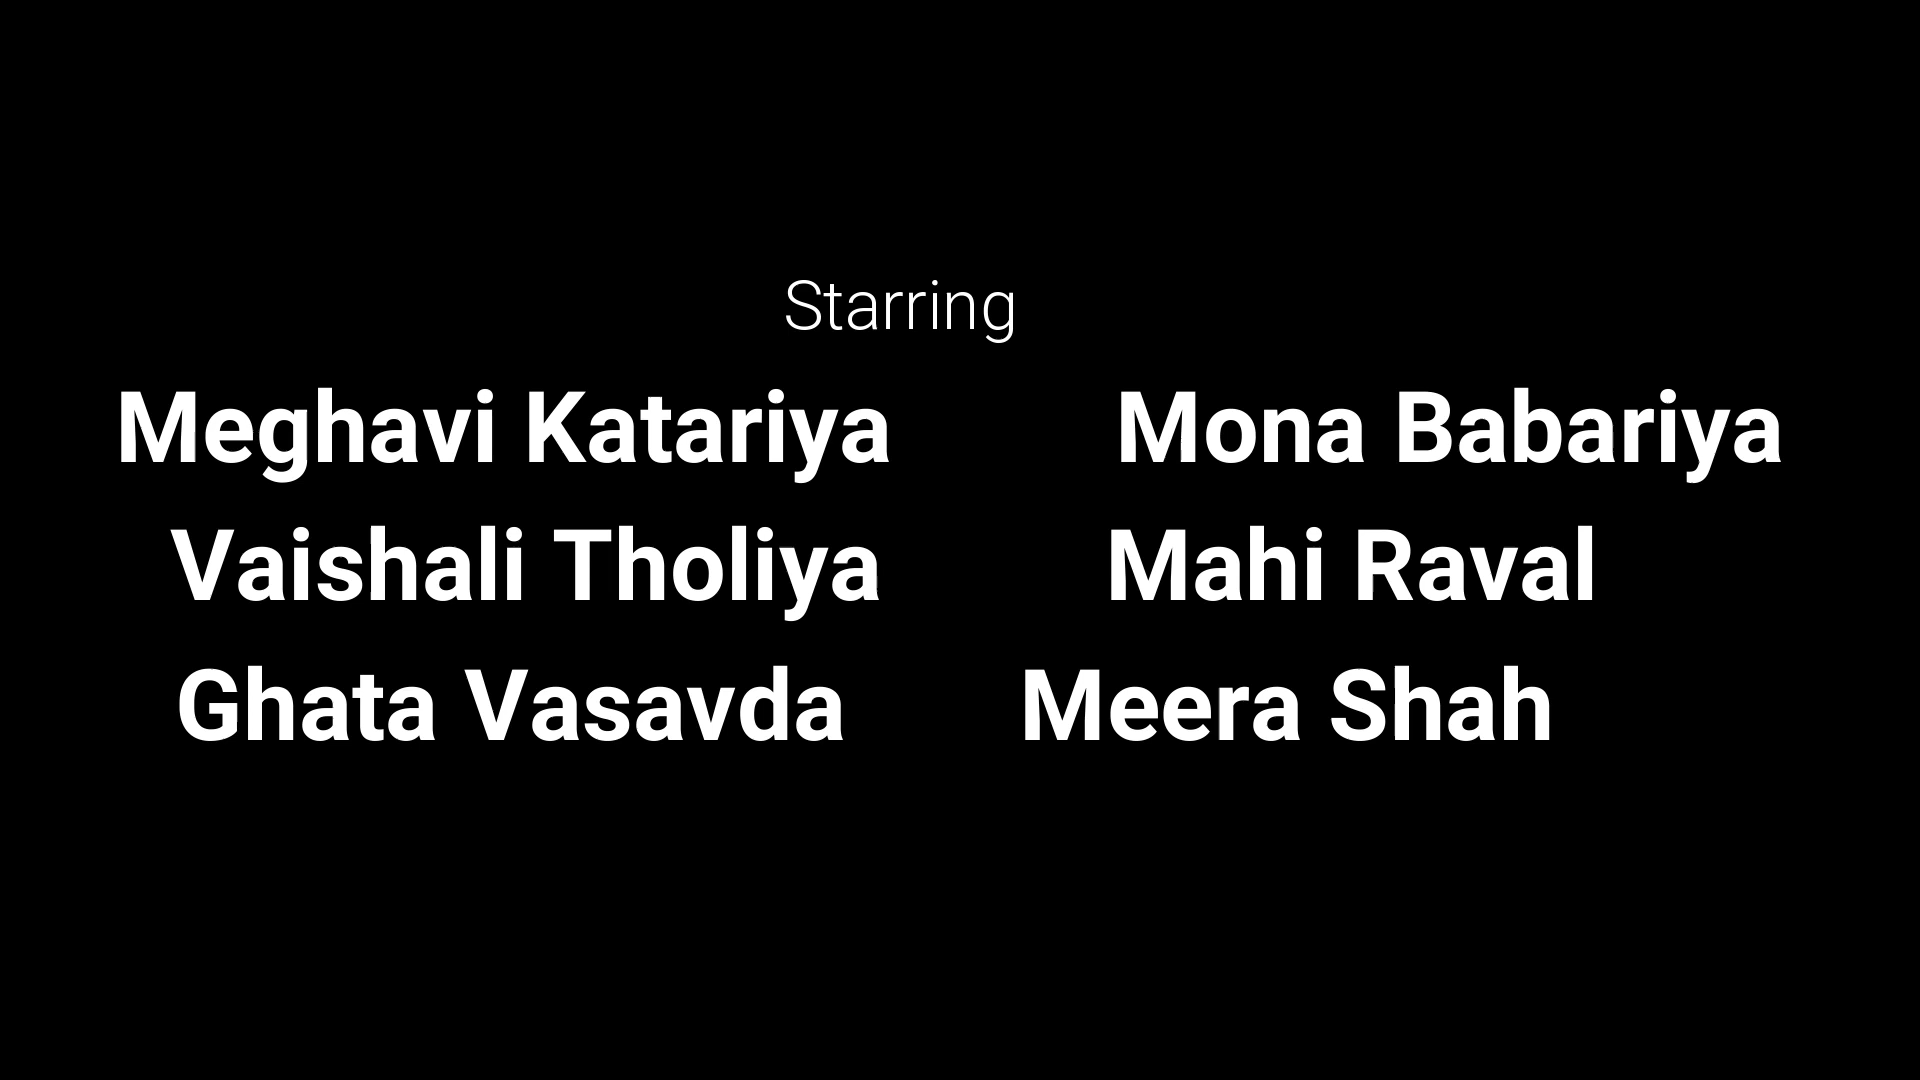 Starring
Meghavi Katariya Mona Babariya
Vaishali Tholiya Mahi Raval
Ghata Vasavda Meera Shah